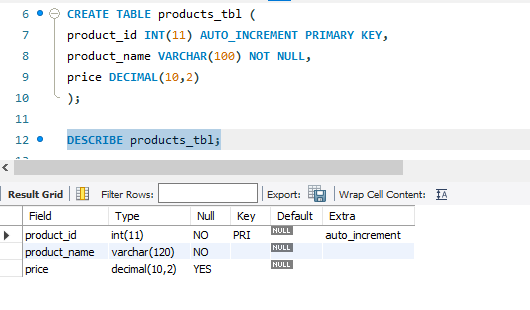 6 CREATE TABLE products_tbl (
7 product_id INT(11) AUTO_INCREMENT PRIMARY KEY,
8 product_name VARCHAR(100) NOT NULL,
9 price DECIMAL(10,2)
10 );
11
12 DESCRIBE products_tbl;
Result Grid Filter Rows: Export: Wrap Cell Content: IA
Field Type Null Key Default Extra
product_id int(11) NO PRI NULL auto_increment
product_name varchar(120) NO NULL
price decimal(10,2) YES NULL